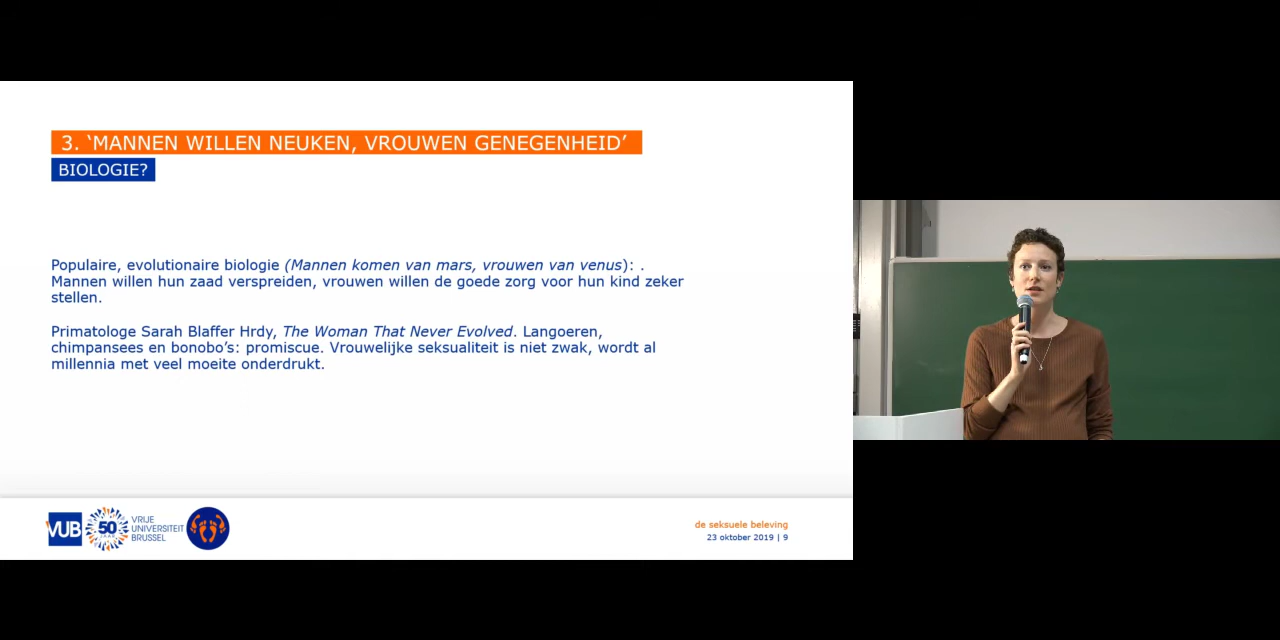 3. ‘MANNEN WILLEN NEUKEN, VROUWEN GENEGENHEID’
BIOLOGIE?
Populaire, evolutionaire biologie (Mannen komen van mars, vrouwen van venus): .
Mannen willen hun zaad verspreiden, vrouwen willen de goede zorg voor hun kind zeker
stellen.
Primatologe Sarah Blaffer Hrdy, The Woman That Never Evolved. Langoeren,
chimpansees en bonobo’s: promiscue. Vrouwelijke seksualiteit is niet zwak, wordt al
millennia met veel moeite onderdrukt.
VUB
50
JAAR
VRIJE
UNIVERSITEIT
BRUSSEL
de seksuele beleving
23 oktober 2019 | 9